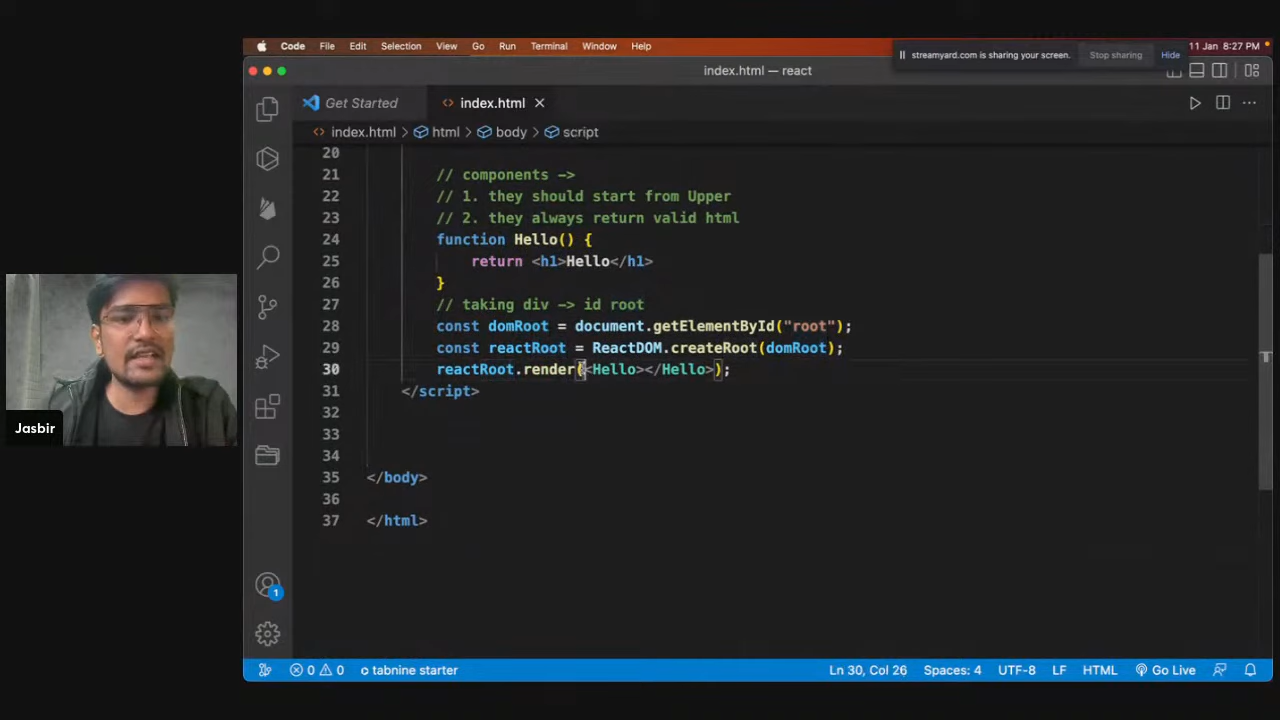 Code File Edit Selection View Go Run Terminal Window Help
streamyard.com is sharing your screen. Stop sharing Hide
11 Jan 8:27 PM
index.html — react
Get Started
index.html
index.html > html > body > script
20
21 // components ->
22 // 1. they should start from Upper
23 // 2. they always return valid html
24 function Hello() {
25 return <h1>Hello</h1>
26 }
27 // taking div -> id root
28 const domRoot = document.getElementById("root");
29 const reactRoot = ReactDOM.createRoot(domRoot);
30 reactRoot.render(<Hello></Hello>);
31 </script>
32
33
34
35 </body>
36
37 </html>
Jasbir
1
0 0 tabnine starter Ln 30, Col 26 Spaces: 4 UTF-8 LF HTML Go Live